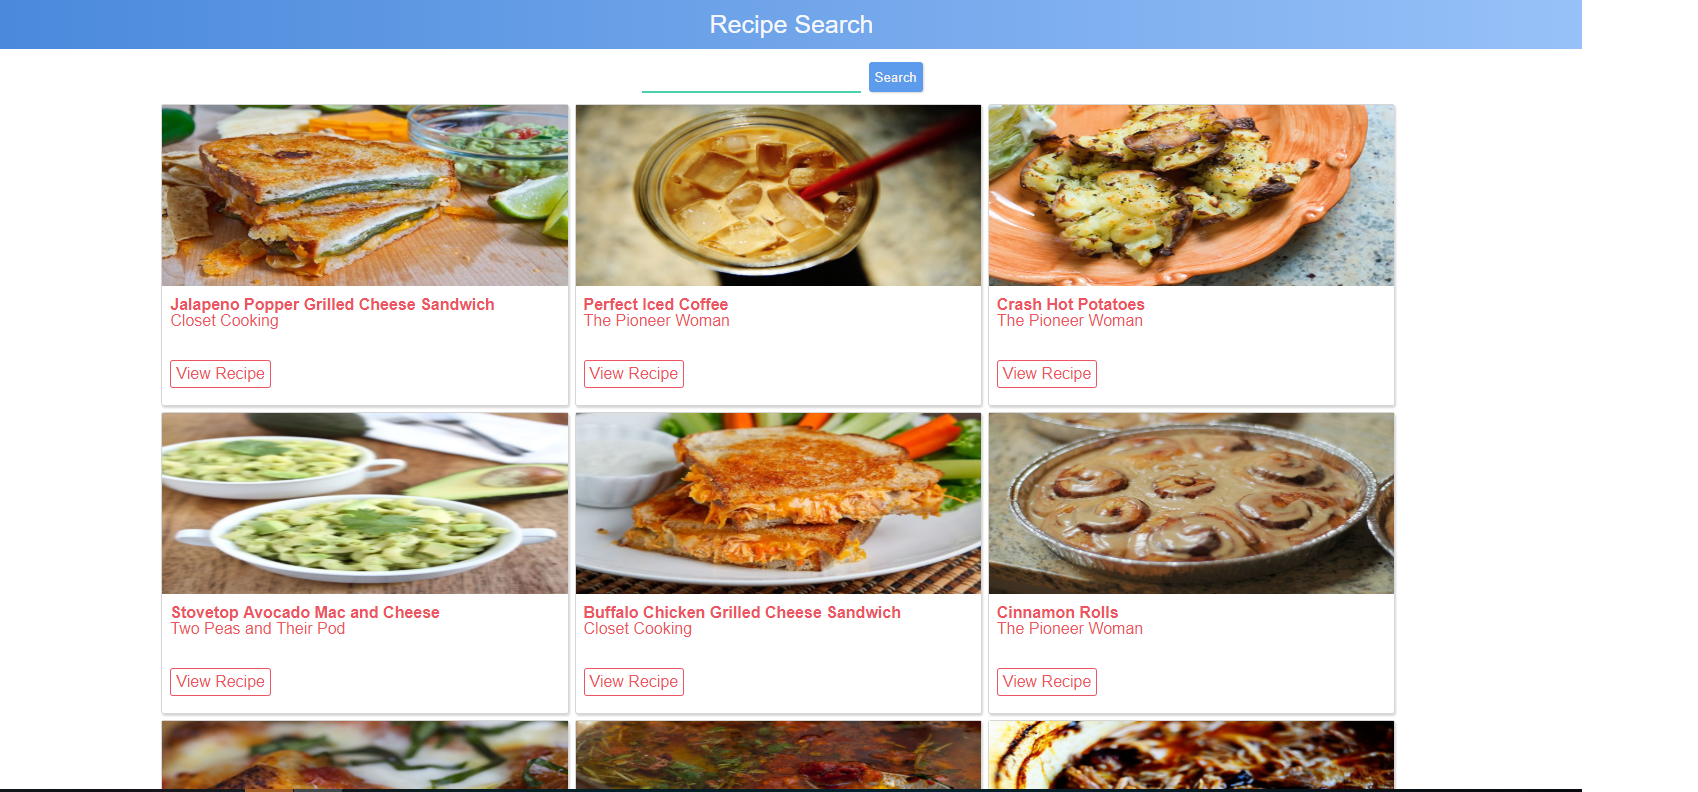 Recipe Search
Search
Jalapeno Popper Grilled Cheese Sandwich
Closet Cooking
View Recipe
Perfect Iced Coffee
The Pioneer Woman
View Recipe
Crash Hot Potatoes
The Pioneer Woman
View Recipe
Stovetop Avocado Mac and Cheese
Two Peas and Their Pod
View Recipe
Buffalo Chicken Grilled Cheese Sandwich
Closet Cooking
View Recipe
Cinnamon Rolls
The Pioneer Woman
View Recipe